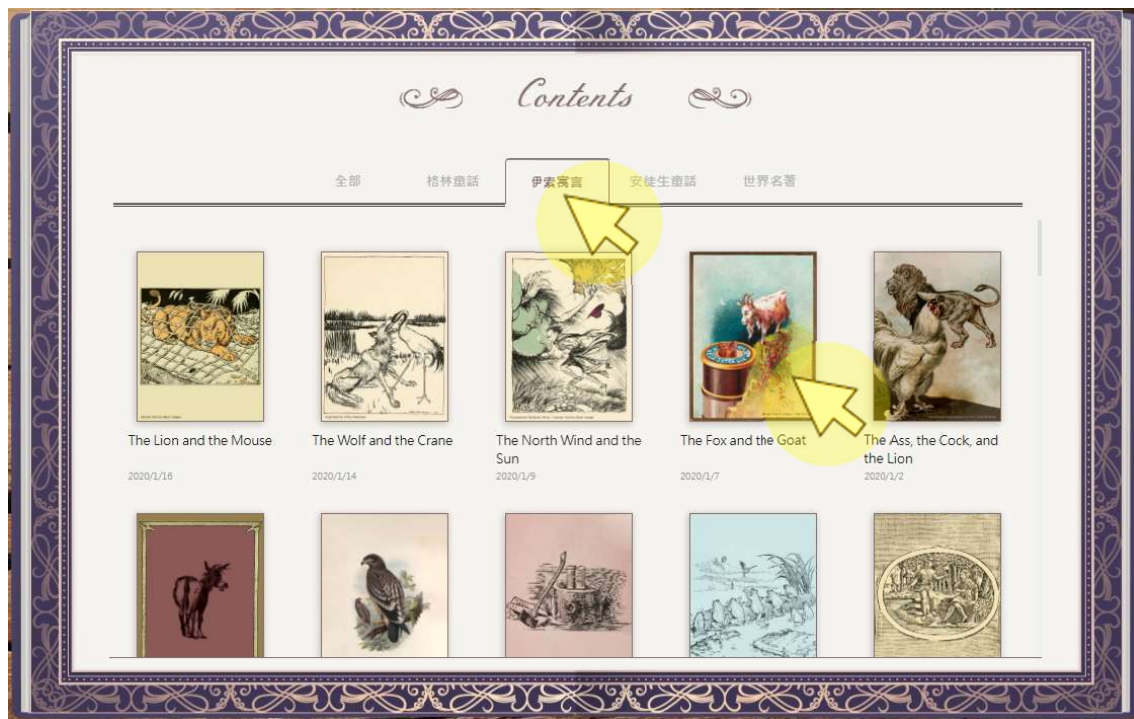 Contents
全部
格林童話
伊索寓言
安徒生童話
世界名著
The Lion and the Mouse
2020/1/16
The Wolf and the Crane
2020/1/14
The North Wind and the
Sun
2020/1/9
The Fox and the Goat
2020/1/7
The Ass, the Cock, and
the Lion
2020/1/2